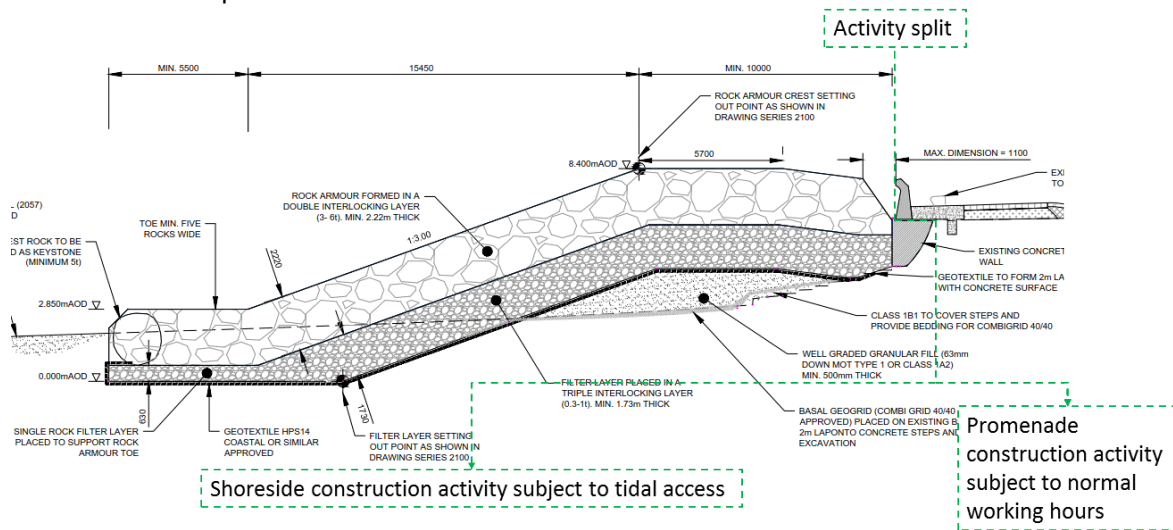 Activity split
MIN. 5500
15450
MIN. 10000
ROCK ARMOUR CREST SETTING
OUT POINT AS SHOWN IN
DRAWING SERIES 2100
8.400mAOD
5700
MAX. DIMENSION = 1100
ROCK ARMOUR FORMED IN A
DOUBLE INTERLOCKING LAYER
(3- 6t). MIN. 2.22m THICK
1:3.00
2220
(2057)
TOE MIN. FIVE
ROCKS WIDE
EST ROCK TO BE
D AS KEYSTONE
(MINIMUM 5t)
2.850mAOD
0.000mAOD
EXISTING CONCRET
WALL
GEOTEXTILE TO FORM 2m LA
WITH CONCRETE SURFACE
CLASS 1B1 TO COVER STEPS AND
PROVIDE BEDDING FOR COMBIGRID 40/40
WELL GRADED GRANULAR FILL (63mm
DOWN MOT TYPE 1 OR CLASS 1A2)
MIN. 500mm THICK
FILTER LAYER PLACED IN A
TRIPLE INTERLOCKING LAYER
(0.3-1t). MIN. 1.73m THICK
BASAL GEOGRID (COMBI GRID 40/40
APPROVED) PLACED ON EXISTING B
2m LAPONTO CONCRETE STEPS AND
EXCAVATION
630
1730
SINGLE ROCK FILTER LAYER
PLACED TO SUPPORT ROCK
ARMOUR TOE
GEOTEXTILE HPS14
COASTAL OR SIMILAR
APPROVED
FILTER LAYER SETTING
OUT POINT AS SHOWN IN
DRAWING SERIES 2100
Shoreside construction activity subject to tidal access
Promenade
construction activity
subject to normal
working hours